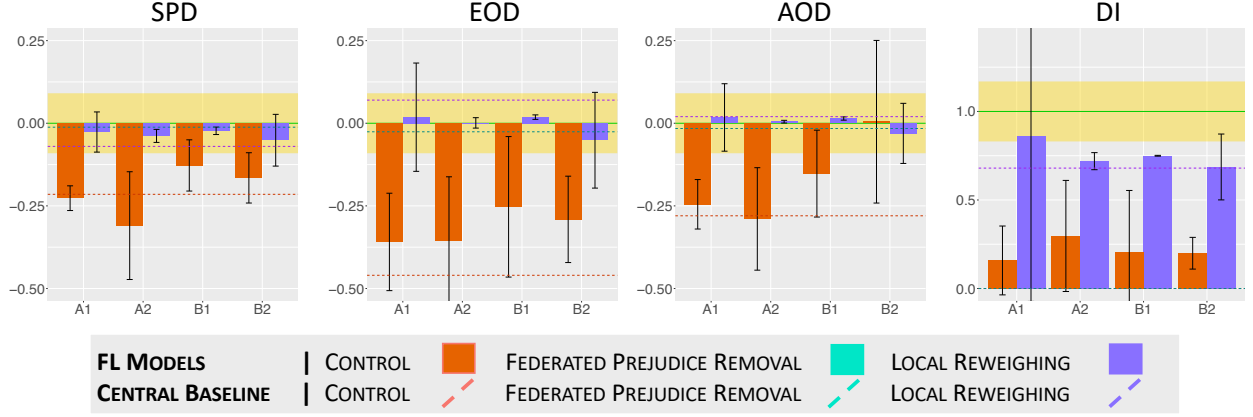 SPD EOD AOD DI
0.25 0.25 0.25
0.00 0.00 0.00 1.0
−0.25 −0.25 −0.25 0.5
−0.50 −0.50 −0.50 0.0
A1 A2 B1 B2 A1 A2 B1 B2 A1 A2 B1 B2 A1 A2 B1 B2
FL MODELS | CONTROL FEDERATED PREJUDICE REMOVAL LOCAL REWEIGHING
CENTRAL BASELINE | CONTROL FEDERATED PREJUDICE REMOVAL LOCAL REWEIGHING